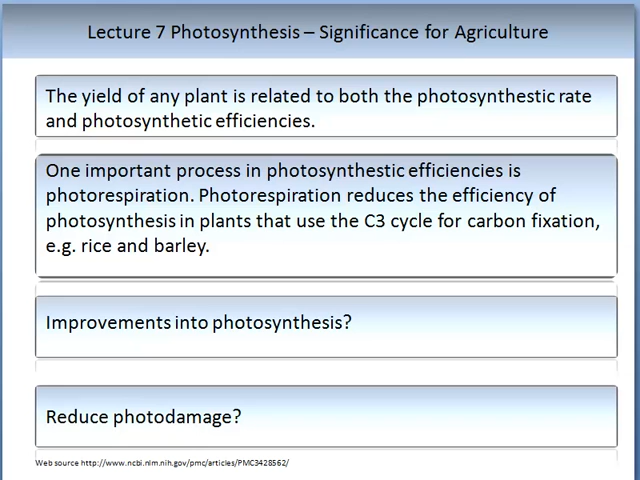 Lecture 7 Photosynthesis – Significance for Agriculture
The yield of any plant is related to both the photosynthestic rate
and photosynthetic efficiencies.
One important process in photosynthestic efficiencies is
photorespiration. Photorespiration reduces the efficiency of
photosynthesis in plants that use the C3 cycle for carbon fixation,
e.g. rice and barley.
Improvements into photosynthesis?
Reduce photodamage?
Web source http://www.ncbi.nlm.nih.gov/pmc/articles/PMC3428562/